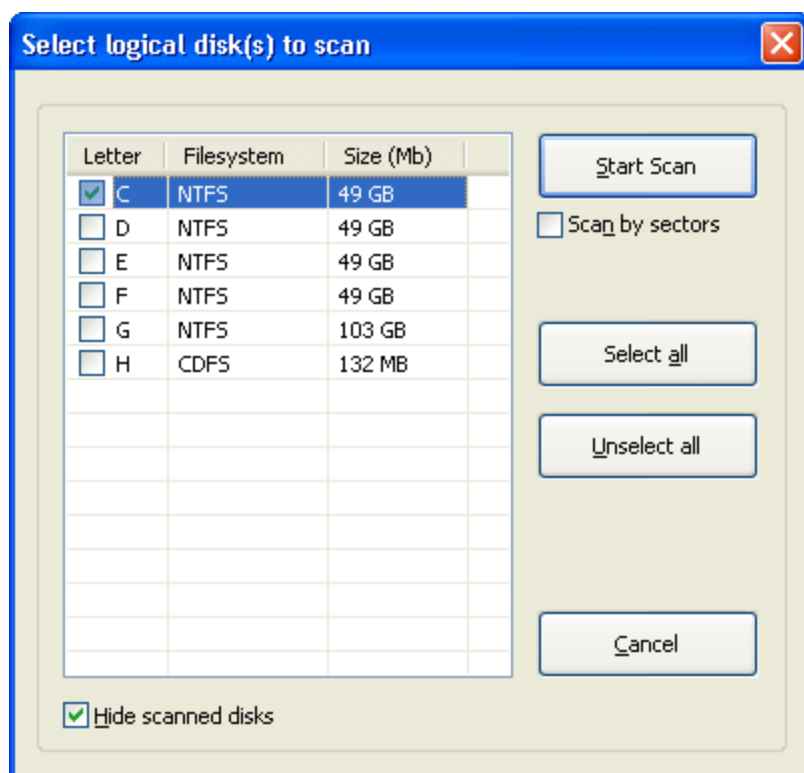 Select logical disk(s) to scan
Letter Filesystem Size (Mb)
C NTFS 49 GB
D NTFS 49 GB
E NTFS 49 GB
F NTFS 49 GB
G NTFS 103 GB
H CDFS 132 MB
Start Scan
Scan by sectors
Select all
Unselect all
Cancel
Hide scanned disks